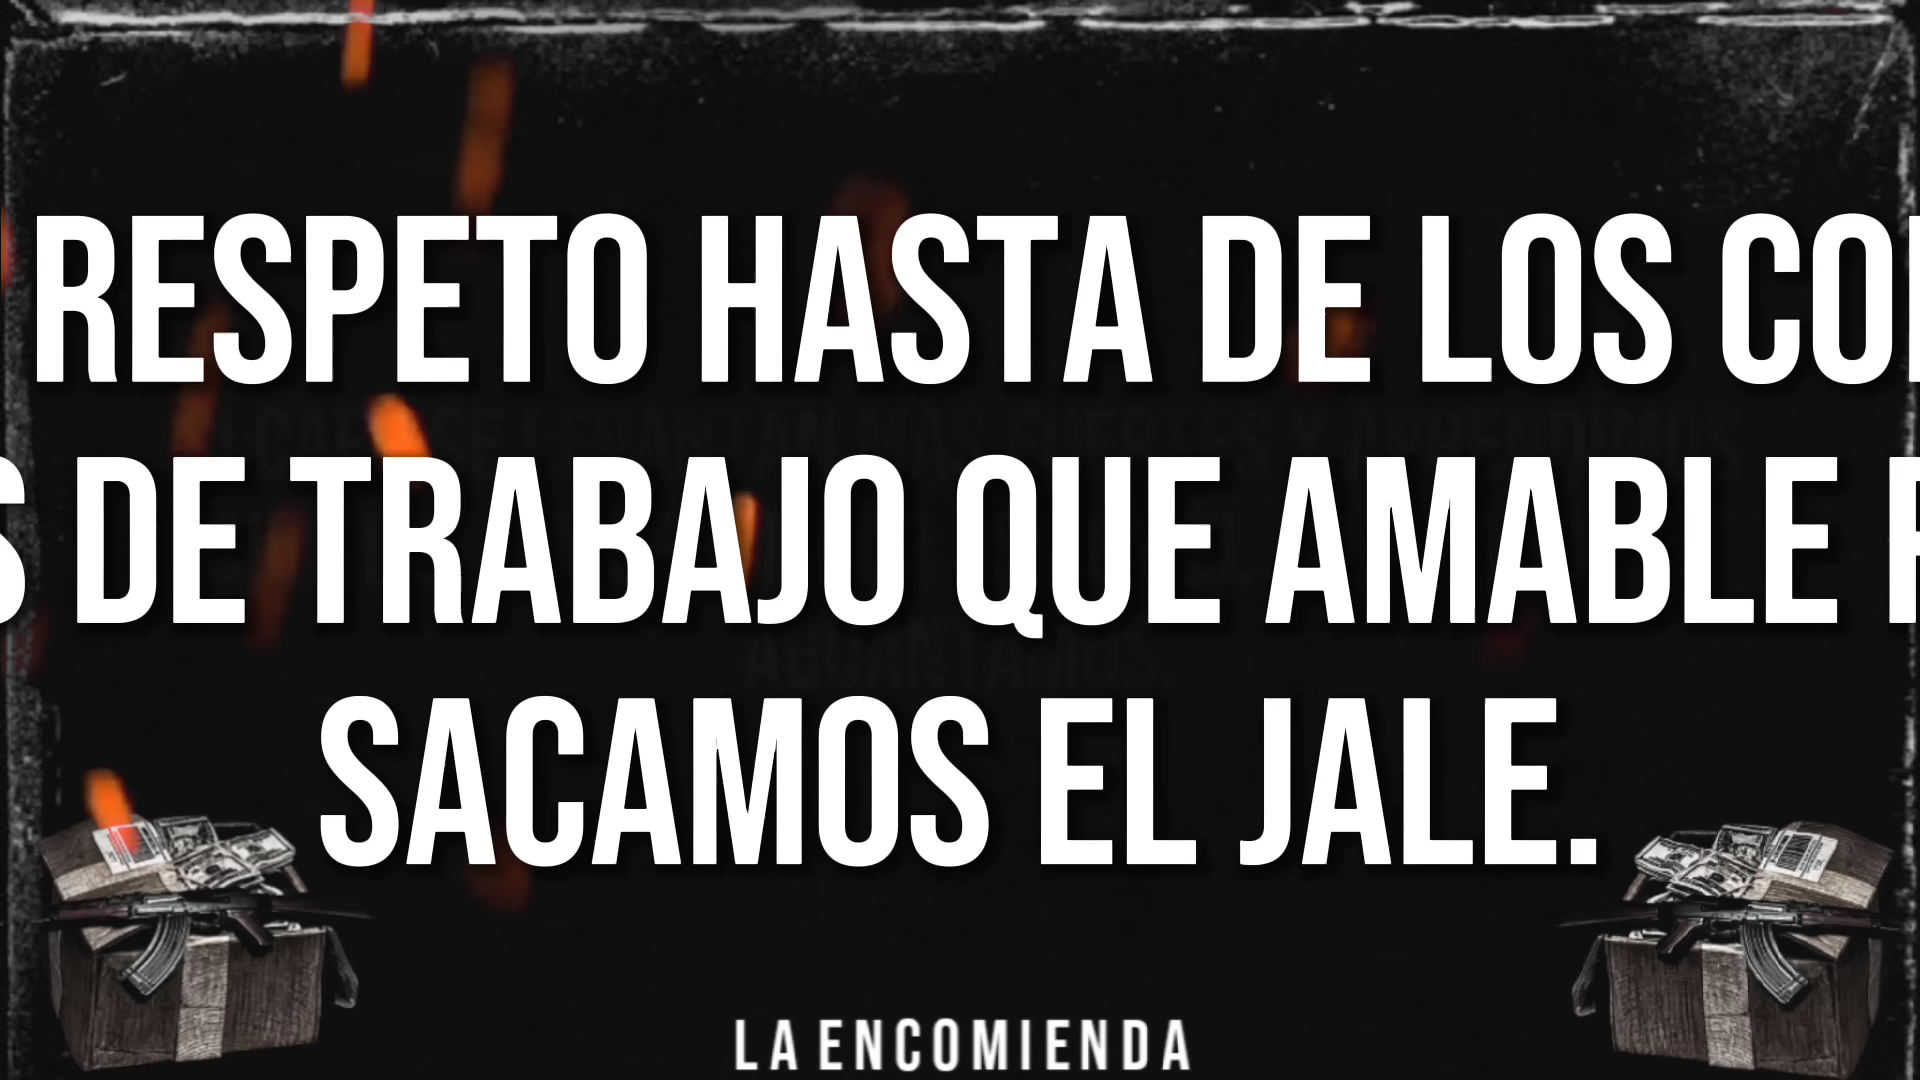 RESPETO HASTA DE LOS
DE TRABAJO QUE AMABLE
SACAMOS EL JALE.
LA ENCOMIENDA